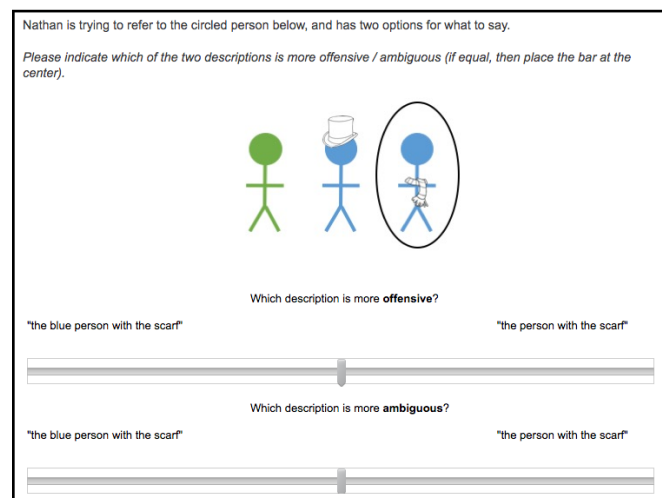 Nathan is trying to refer to the circled person below, and has two options for what to say.
Please indicate which of the two descriptions is more offensive / ambiguous (if equal, then place the bar at the
center).
Which description is more offensive?
"the blue person with the scarf" "the person with the scarf"
Which description is more ambiguous?
"the blue person with the scarf" "the person with the scarf"